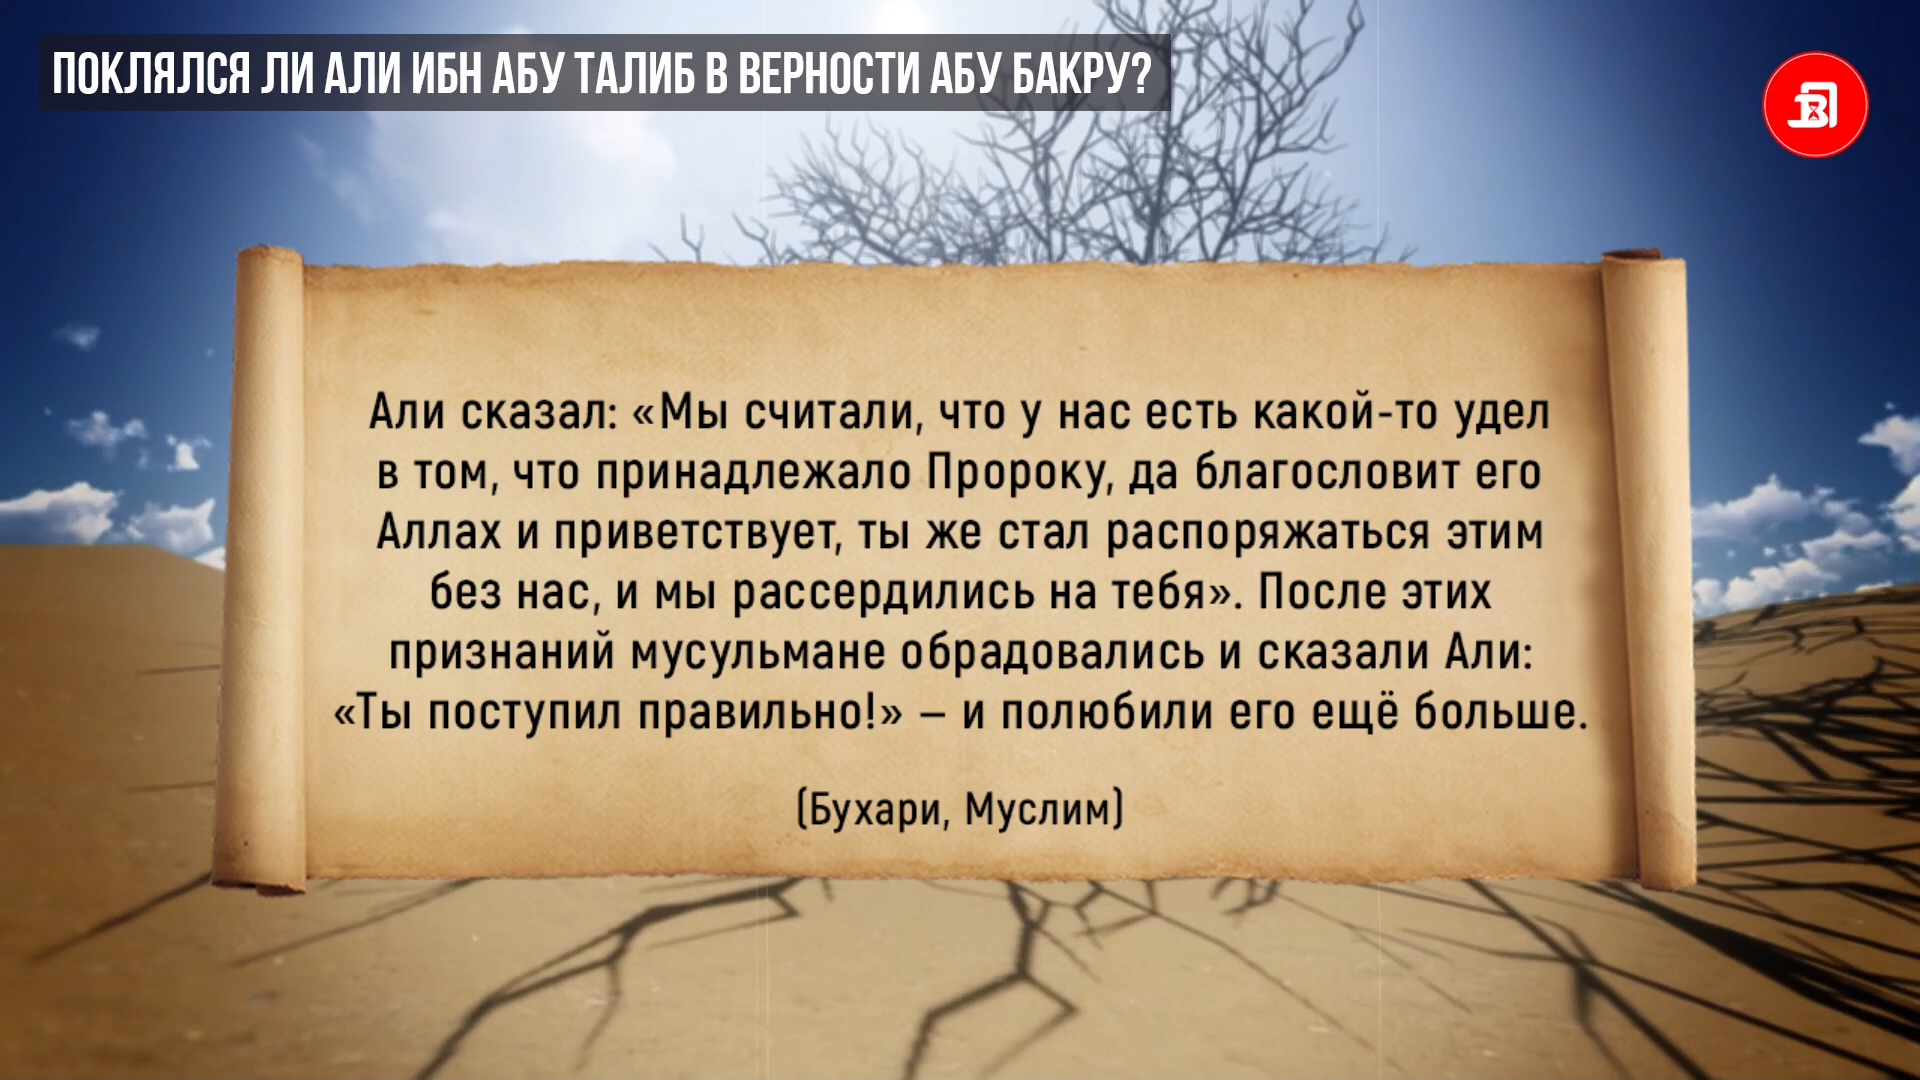 ПОКЛЯЛСЯ ЛИ АЛИ ИБН АБУ ТАЛИБ В ВЕРНОСТИ АБУ БАКРУ?
Али сказал: «Мы считали, что у нас есть какой-то удел
в том, что принадлежало Пророку, да благословит его
Аллах и приветствует, ты же стал распоряжаться этим
без нас, и мы рассердились на тебя». После этих
признаний мусульмане обрадовались и сказали Али:
«Ты поступил правильно!» – и полюбили его ещё больше.
(Бухари, Муслим)